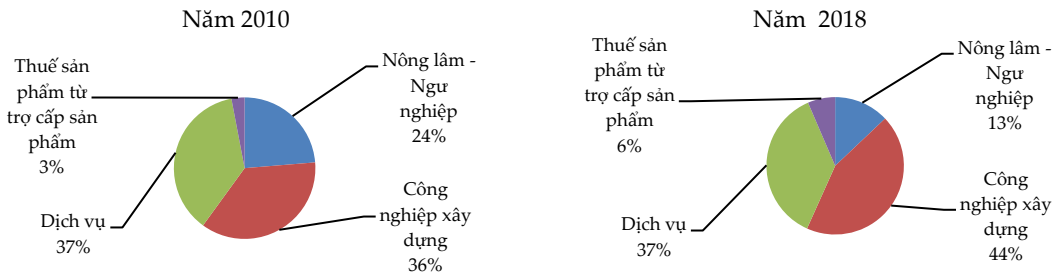 Năm 2010
Thuế sản
phẩm từ
trợ cấp sản
phẩm
3%
Nông lâm -
Ngư
nghiệp
24%
Dịch vụ
37%
Công
nghiệp xây
dựng
36%
Năm 2018
Thuế sản
phẩm từ
trợ cấp sản
phẩm
6%
Nông lâm -
Ngư
nghiệp
13%
Dịch vụ
37%
Công
nghiệp xây
dựng
44%